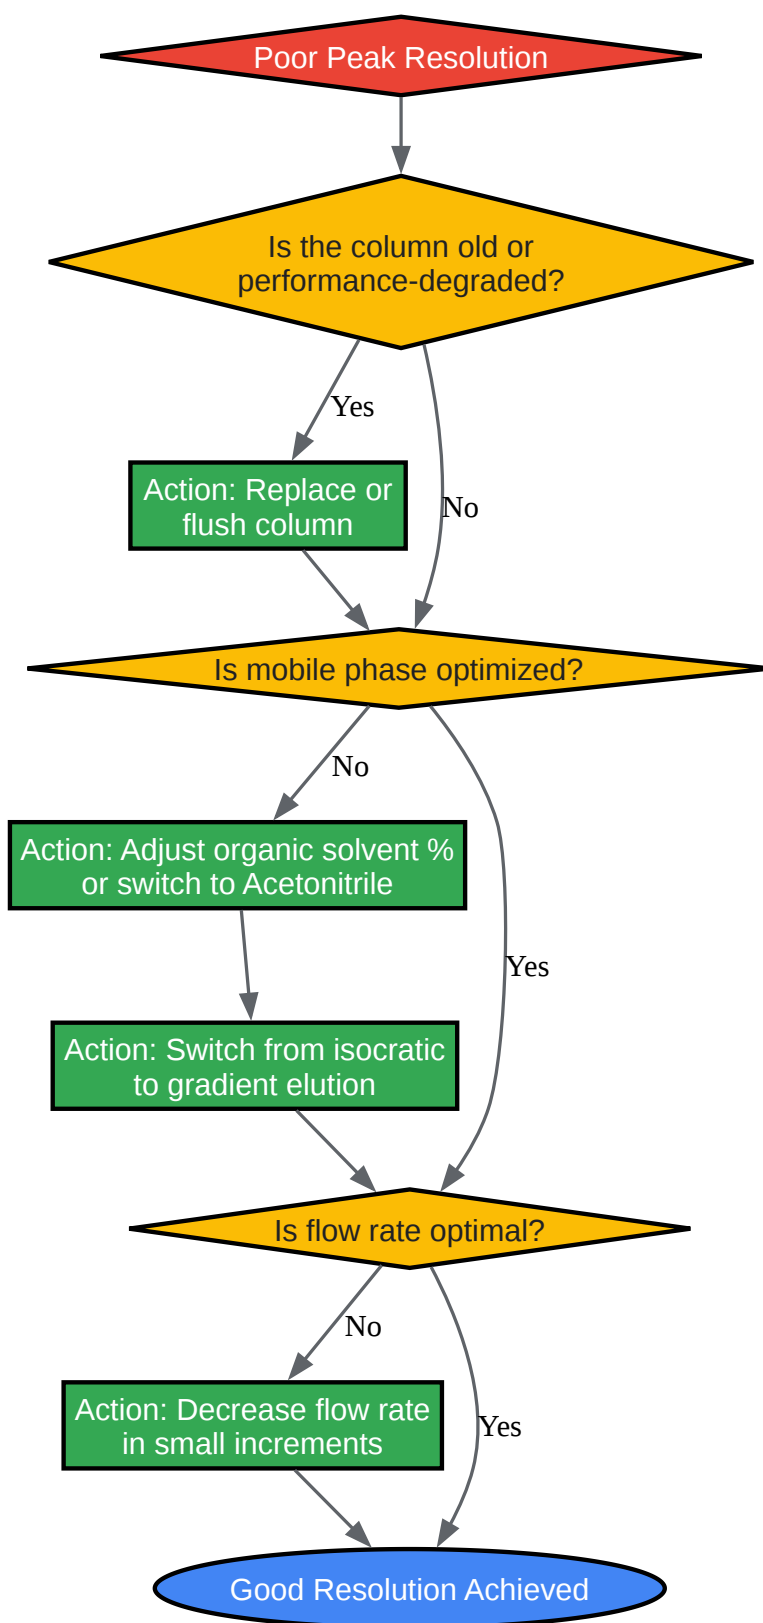 Poor Peak Resolution
Is the column old or
performance-degraded?
Yes
Action: Replace or
flush column
No
Is mobile phase optimized?
No
Action: Adjust organic solvent %
or switch to Acetonitrile
Yes
Action: Switch from isocratic
to gradient elution
Is flow rate optimal?
No
Action: Decrease flow rate
in small increments
Yes
Good Resolution Achieved